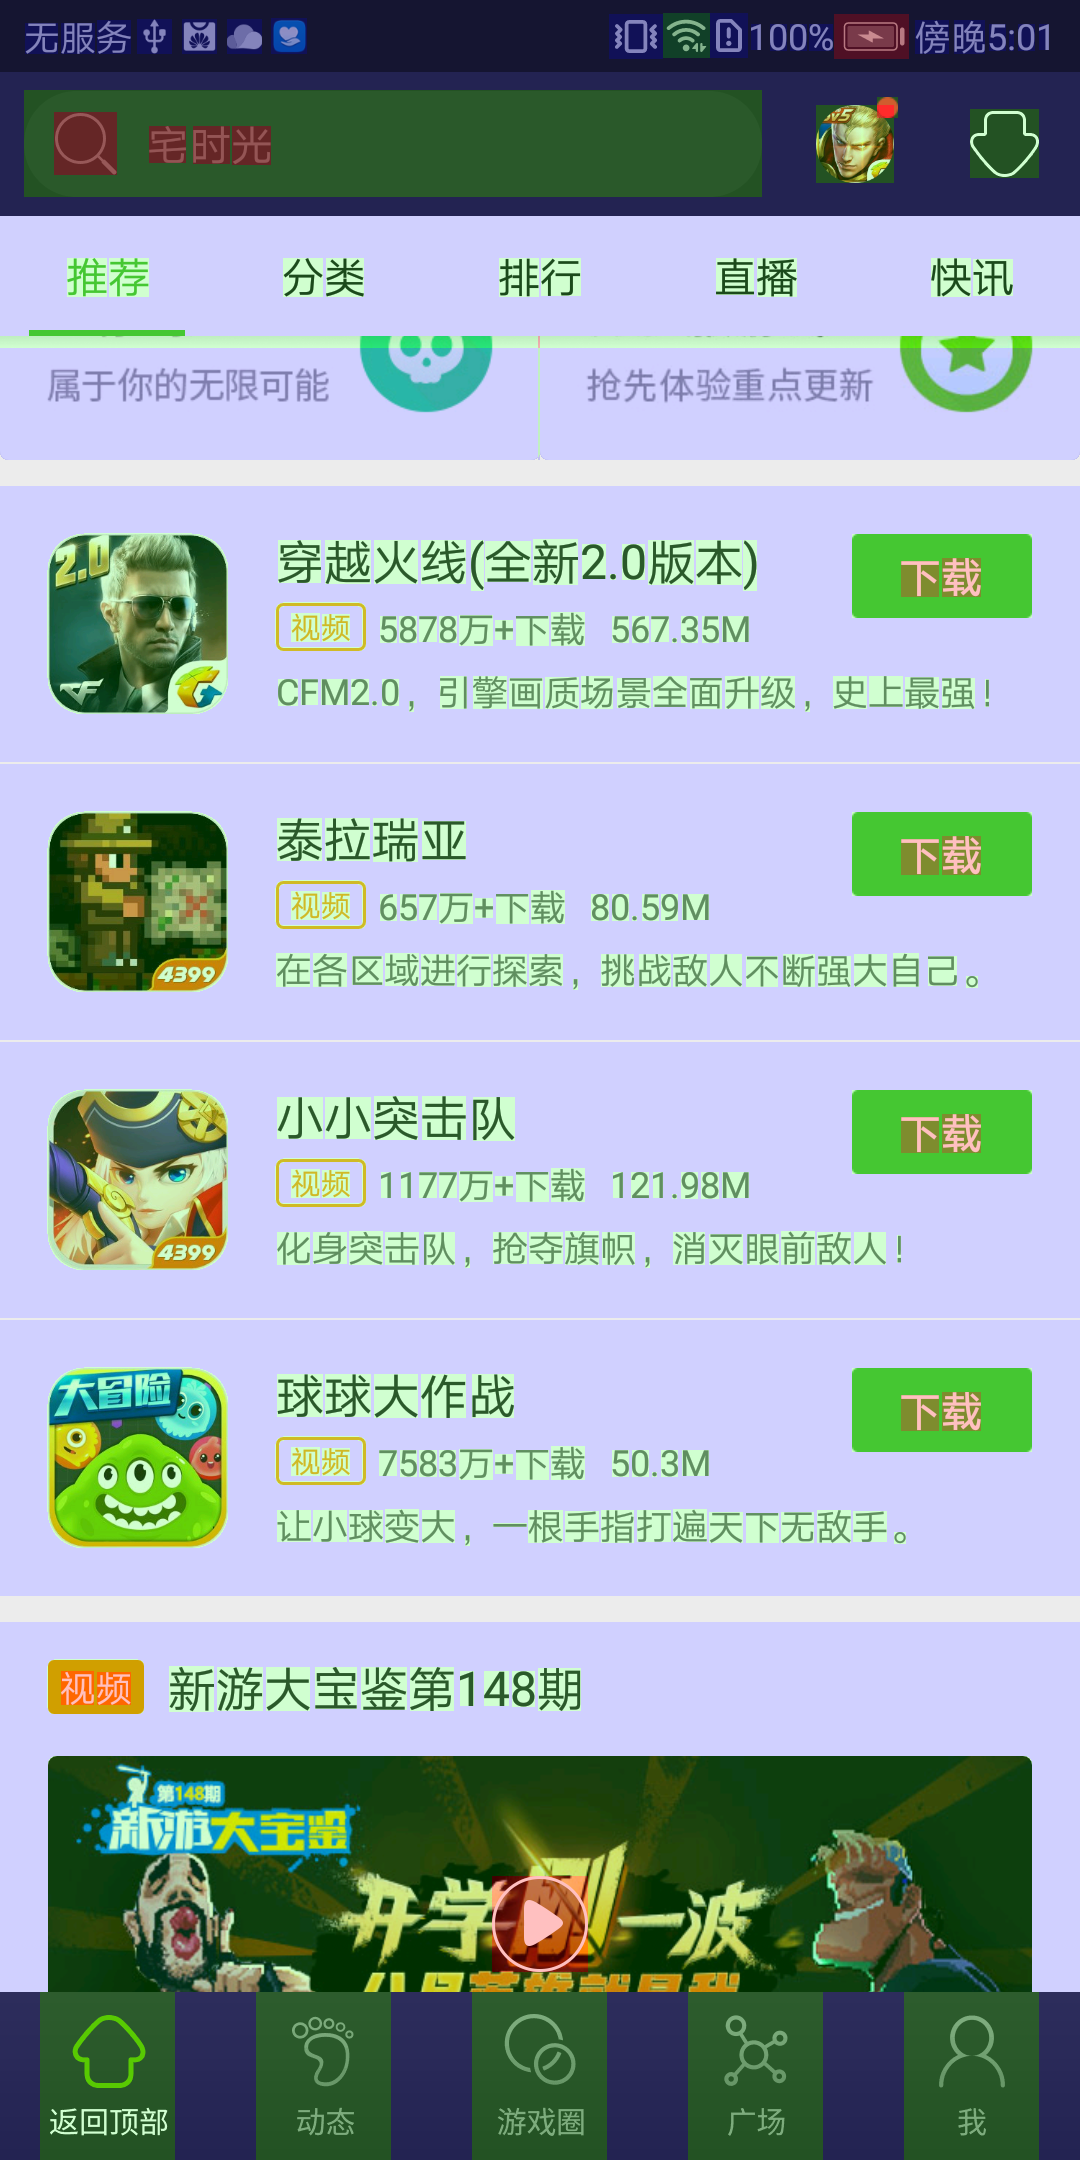 无服务 100% 傍晚5:01
宅时光
推荐 分类 排行 直播 快讯
属于你的无限可能 抢先体验重点更新
2.0
CF
穿越火线(全新2.0版本)
下载
视频 5878万+下载 567.35M
CFM2.0，引擎画质场景全面升级，史上最强！
4399
泰拉瑞亚
下载
视频 657万+下载 80.59M
在各区域进行探索，挑战敌人不断强大自己。
4399
小小突击队
下载
视频 1177万+下载 121.98M
化身突击队，抢夺旗帜，消灭眼前敌人！
大冒险
球球大作战
下载
视频 7583万+下载 50.3M
让小球变大，一根手指打遍天下无敌手。
视频 新游大宝鉴第148期
第148期
新游大宝鉴
开学刚一波
返回顶部 动态 游戏圈 广场 我